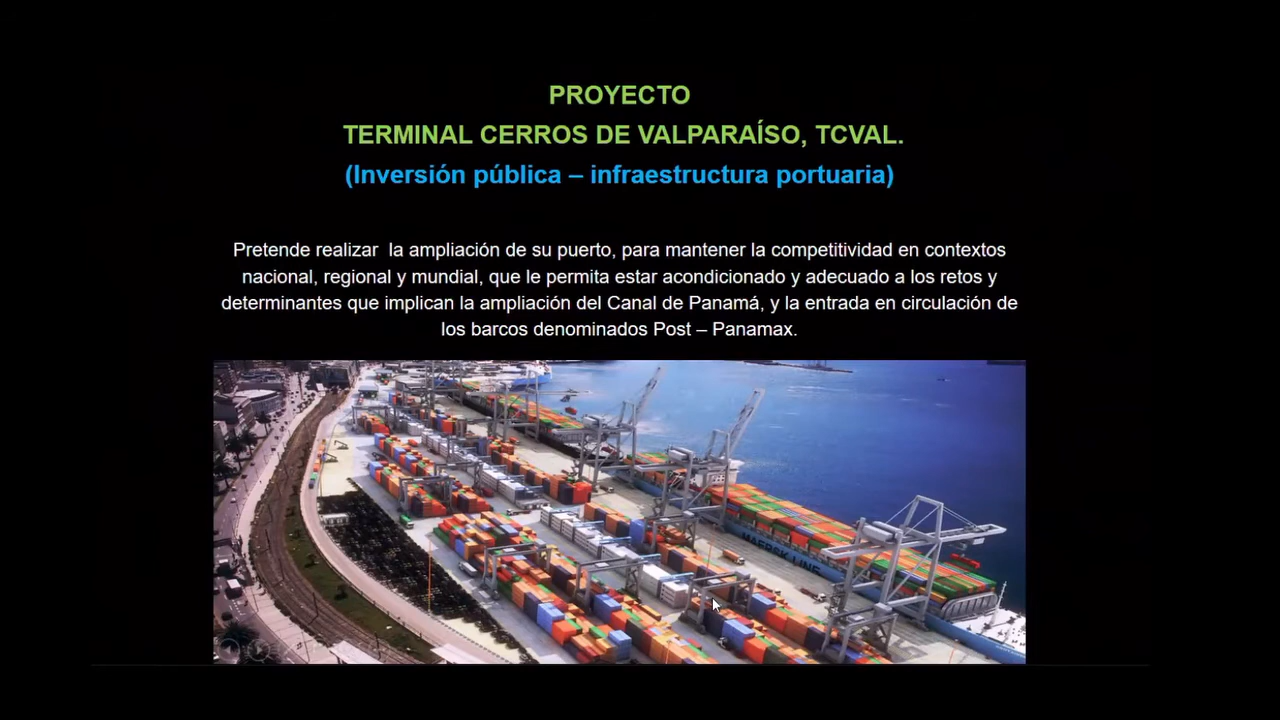 PROYECTO
TERMINAL CERROS DE VALPARAÍSO, TCVAL.
(Inversión pública – infraestructura portuaria)
Pretende realizar  la ampliación de su puerto, para mantener la competitividad en contextos
nacional, regional y mundial, que le permita estar acondicionado y adecuado a los retos y
determinantes que implican la ampliación del Canal de Panamá, y la entrada en circulación de
los barcos denominados Post – Panamax.
MAERSK LINE